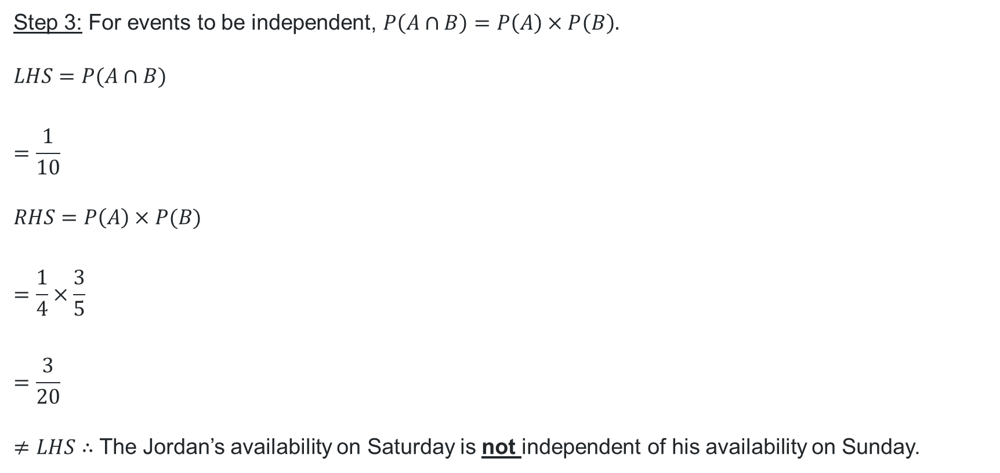 Step 3: For events to be independent, P(A ∩ B) = P(A) × P(B).
LHS = P(A ∩ B)
= 1/10
RHS = P(A) × P(B)
= 1/4 × 3/5
= 3/20
≠ LHS ∴ The Jordan’s availability on Saturday is not independent of his availability on Sunday.